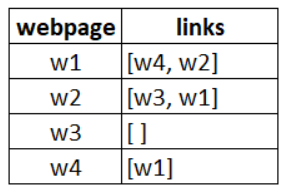 webpage links
w1 [w4, w2]
w2 [w3, w1]
w3 [ ]
w4 [w1]